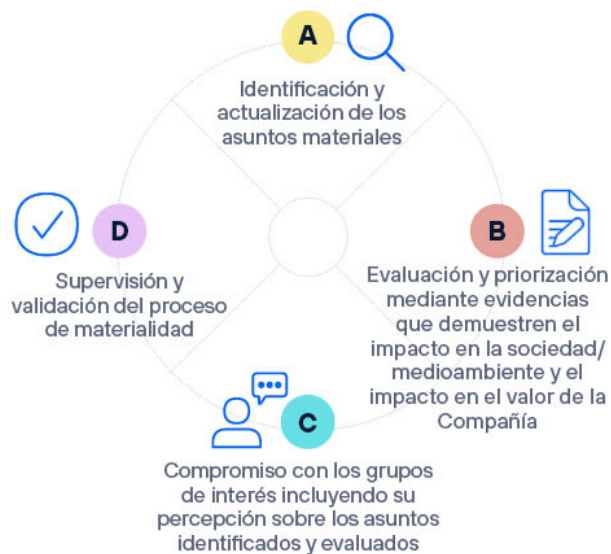 A
Identificación y
actualización de los
asuntos materiales
B
Evaluación y priorización
mediante evidencias
que demuestren el
impacto en la sociedad/
medioambiente y el
impacto en el valor de la
Compañía
C
Compromiso con los grupos
de interés incluyendo su
percepción sobre los asuntos
identificados y evaluados
D
Supervisión y
validación del proceso
de materialidad